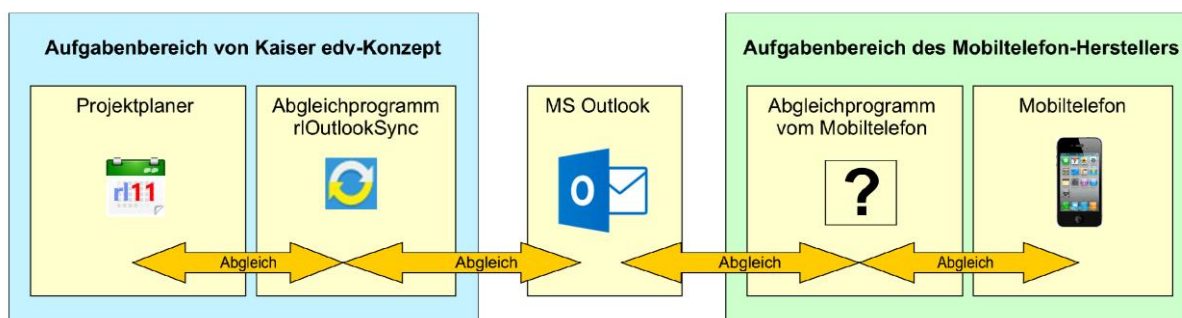 Aufgabenbereich von Kaiser edv-Konzept
Aufgabenbereich des Mobiltelefon-Herstellers
Projektplaner
Abgleichprogramm
rlOutlookSync
MS Outlook
Abgleichprogramm
vom Mobiltelefon
Mobiltelefon
rl11
O
?
Abgleich
Abgleich
Abgleich
Abgleich